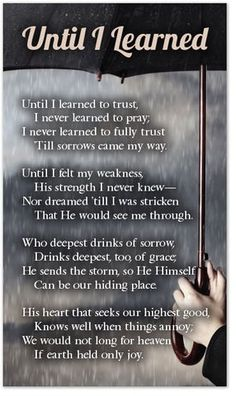 Until I Learned
Until I learned to trust,
I never learned to pray;
I never learned to fully trust
'Till sorrows came my way.
Until I felt my weakness,
His strength I never knew—
Nor dreamed 'till I was stricken
That He would see me through.
Who deepest drinks of sorrow,
Drinks deepest, too, of grace;
He sends the storm, so He Himself
Can be our hiding place.
His heart that seeks our highest good,
Knows well when things annoy;
We would not long for heaven
If earth held only joy.